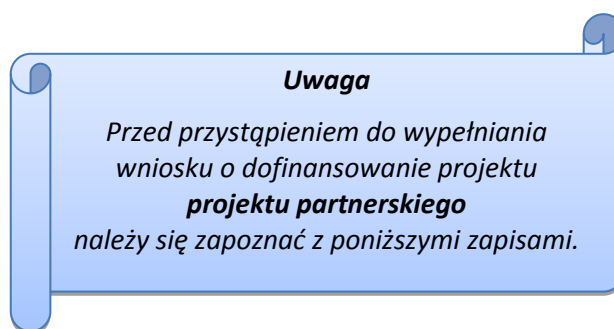 Uwaga
Przed przystąpieniem do wypełniania
wniosku o dofinansowanie projektu
projektu partnerskiego
należy się zapoznać z poniższymi zapisami.